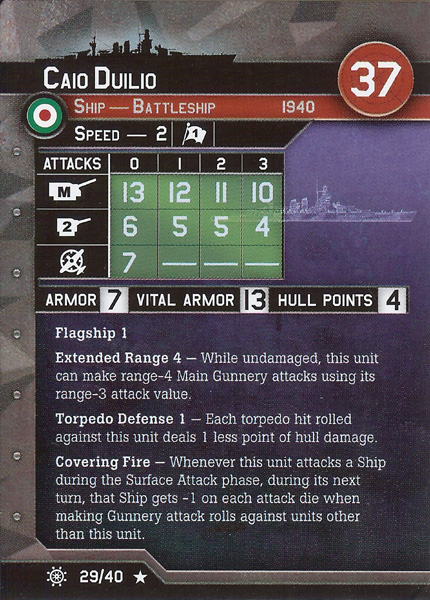 Caio Duilio
37
Ship — Battleship 1940
Speed — 2 1
Attacks 0 1 2 3
M 13 12 11 10
2 6 5 5 4
7 — — —
Armor 7 Vital Armor 13 Hull Points 4
Flagship 1
Extended Range 4 – While undamaged, this unit
can make range-4 Main Gunnery attacks using its
range-3 attack value.
Torpedo Defense 1 – Each torpedo hit rolled
against this unit deals 1 less point of hull damage.
Covering Fire – Whenever this unit attacks a Ship
during the Surface Attack phase, during its next
turn, that Ship gets -1 on each attack die when
making Gunnery attack rolls against units other
than this unit.
29/40 ★